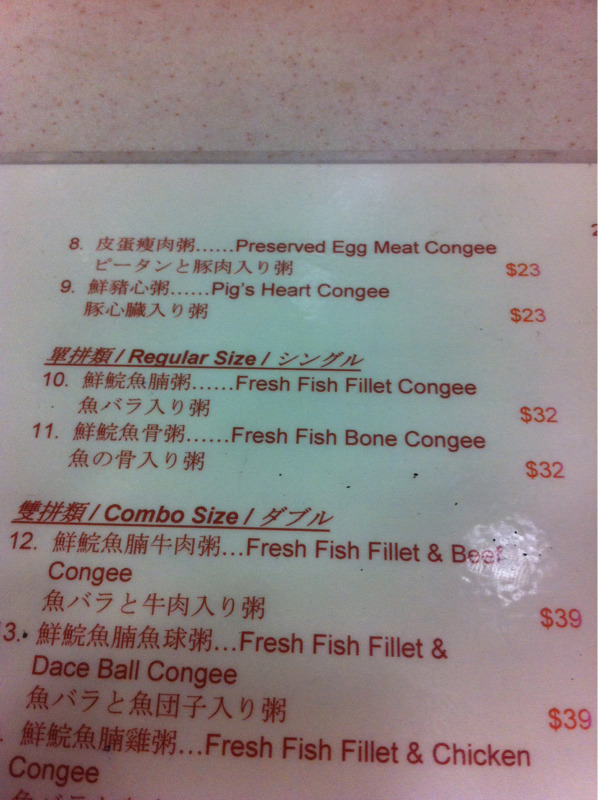 8. 皮蛋瘦肉粥......Preserved Egg Meat Congee
ピータンと豚肉入り粥 $23
9. 鮮豬心粥......Pig's Heart Congee
豚心臓入り粥 $23
單拼類 / Regular Size / シングル
10. 鮮鯇魚腩粥......Fresh Fish Fillet Congee
魚バラ入り粥 $32
11. 鮮鯇魚骨粥......Fresh Fish Bone Congee
魚の骨入り粥 $32
雙拼類 / Combo Size / ダブル
12. 鮮鯇魚腩牛肉粥...Fresh Fish Fillet & Beef
Congee
魚バラと牛肉入り粥 $39
3. 鮮鯇魚腩魚球粥...Fresh Fish Fillet &
Dace Ball Congee
魚バラと魚団子入り粥 $39
. 鮮鯇魚腩雞粥...Fresh Fish Fillet & Chicken
Congee